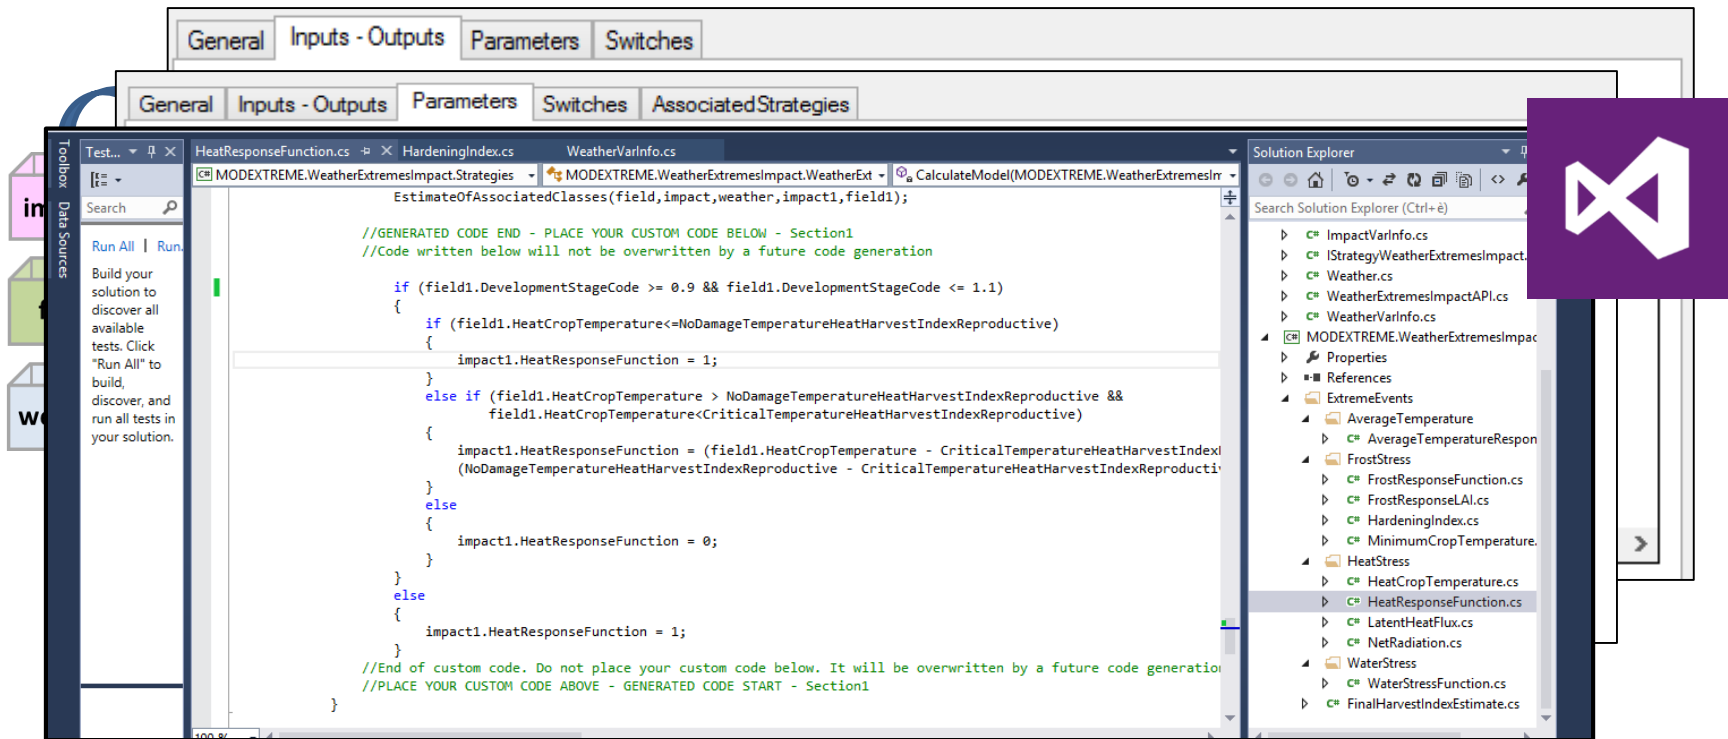 General Inputs - Outputs Parameters Switches
General Inputs - Outputs Parameters Switches AssociatedStrategies
Toolbox
Data Sources
Test...
Search
Run All | Run.
Build your
solution to
discover all
available
tests. Click
"Run All" to
build,
discover, and
run all tests in
your solution.
HeatResponseFunction.cs HardeningIndex.cs WeatherVarInfo.cs
C# MODEXTREME.WeatherExtremesImpact.Strategies MODEXTREME.WeatherExtremesImpact.WeatherExt CalculateModel(MODEXTREME.WeatherExtremesIm
EstimateOfAssociatedClasses(field,impact,weather,impact1,field1);
//GENERATED CODE END - PLACE YOUR CUSTOM CODE BELOW - Section1
//Code written below will not be overwritten by a future code generation
if (field1.DevelopmentStageCode >= 0.9 && field1.DevelopmentStageCode <= 1.1)
{
if (field1.HeatCropTemperature<=NoDamageTemperatureHeatHarvestIndexReproductive)
{
impact1.HeatResponseFunction = 1;
}
else if (field1.HeatCropTemperature > NoDamageTemperatureHeatHarvestIndexReproductive &&
field1.HeatCropTemperature<CriticalTemperatureHeatHarvestIndexReproductive)
{
impact1.HeatResponseFunction = (field1.HeatCropTemperature - CriticalTemperatureHeatHarvestIndex
(NoDamageTemperatureHeatHarvestIndexReproductive - CriticalTemperatureHeatHarvestIndexReproducti
}
else
{
impact1.HeatResponseFunction = 0;
}
}
else
{
impact1.HeatResponseFunction = 1;
}
//End of custom code. Do not place your custom code below. It will be overwritten by a future code generatio
//PLACE YOUR CUSTOM CODE ABOVE - GENERATED CODE START - Section1
}
Solution Explorer
Search Solution Explorer (Ctrl+è)
C# ImpactVarInfo.cs
C# IStrategyWeatherExtremesImpact.
C# Weather.cs
C# WeatherExtremesImpactAPI.cs
C# WeatherVarInfo.cs
C# MODEXTREME.WeatherExtremesImpac
Properties
References
ExtremeEvents
AverageTemperature
C# AverageTemperatureRespon
FrostStress
C# FrostResponseFunction.cs
C# FrostResponseLAI.cs
C# HardeningIndex.cs
C# MinimumCropTemperature.
HeatStress
C# HeatCropTemperature.cs
C# HeatResponseFunction.cs
C# LatentHeatFlux.cs
C# NetRadiation.cs
WaterStress
C# WaterStressFunction.cs
C# FinalHarvestIndexEstimate.cs